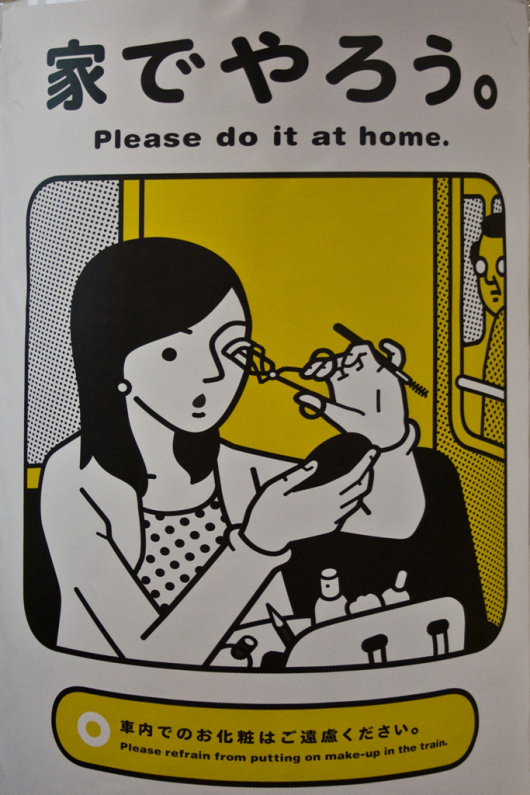 家でやろう。
Please do it at home.
車内でのお化粧はご遠慮ください。
Please refrain from putting on make-up in the train.